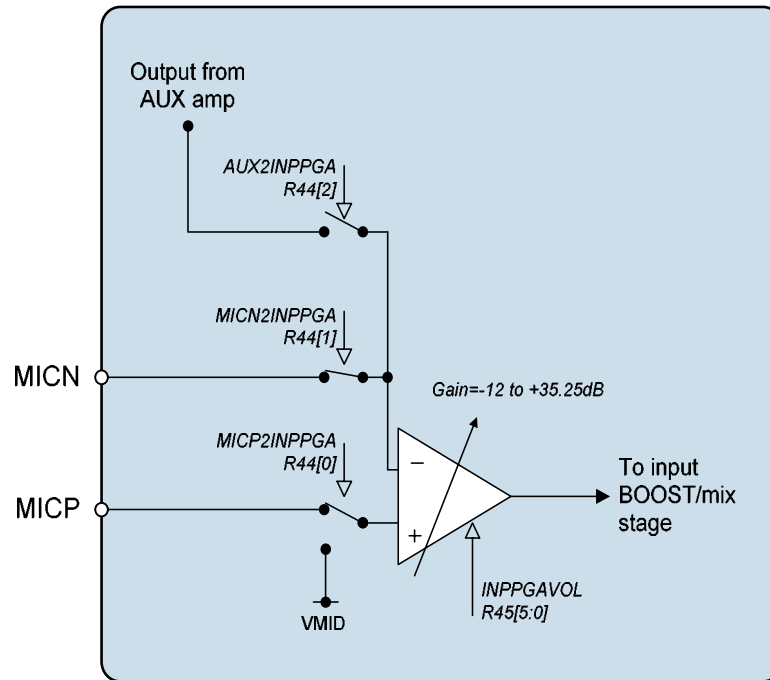 Output from
AUX amp
AUX2INPPGA
R44[2]
MICN2INPPGA
R44[1]
MICN
Gain=-12 to +35.25dB
MICP2INPPGA
R44[0]
MICP
−
+
To input
BOOST/mix
stage
INPPGAVOL
R45[5:0]
VMID